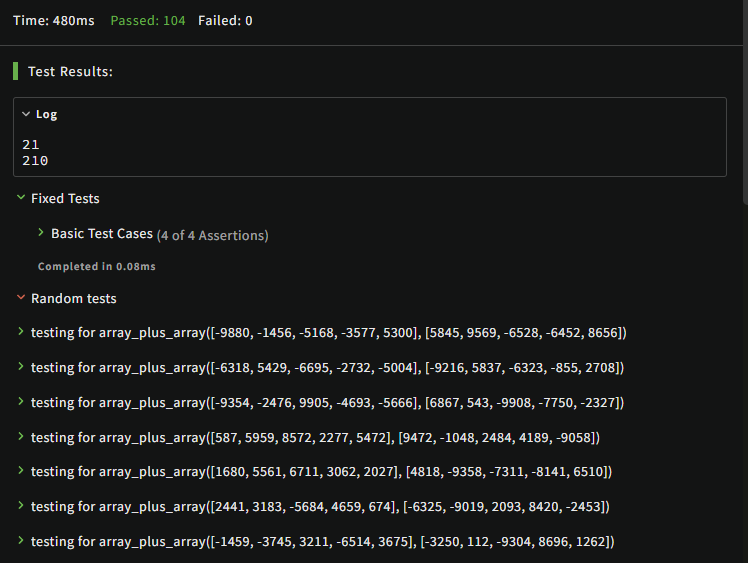 Time: 480ms Passed: 104 Failed: 0
Test Results:
Log
21
210
Fixed Tests
Basic Test Cases (4 of 4 Assertions)
Completed in 0.08ms
Random tests
testing for array_plus_array([-9880, -1456, -5168, -3577, 5300], [5845, 9569, -6528, -6452, 8656])
testing for array_plus_array([-6318, 5429, -6695, -2732, -5004], [-9216, 5837, -6323, -855, 2708])
testing for array_plus_array([-9354, -2476, 9905, -4693, -5666], [6867, 543, -9908, -7750, -2327])
testing for array_plus_array([587, 5959, 8572, 2277, 5472], [9472, -1048, 2484, 4189, -9058])
testing for array_plus_array([1680, 5561, 6711, 3062, 2027], [4818, -9358, -7311, -8141, 6510])
testing for array_plus_array([2441, 3183, -5684, 4659, 674], [-6325, -9019, 2093, 8420, -2453])
testing for array_plus_array([-1459, -3745, 3211, -6514, 3675], [-3250, 112, -9304, 8696, 1262])